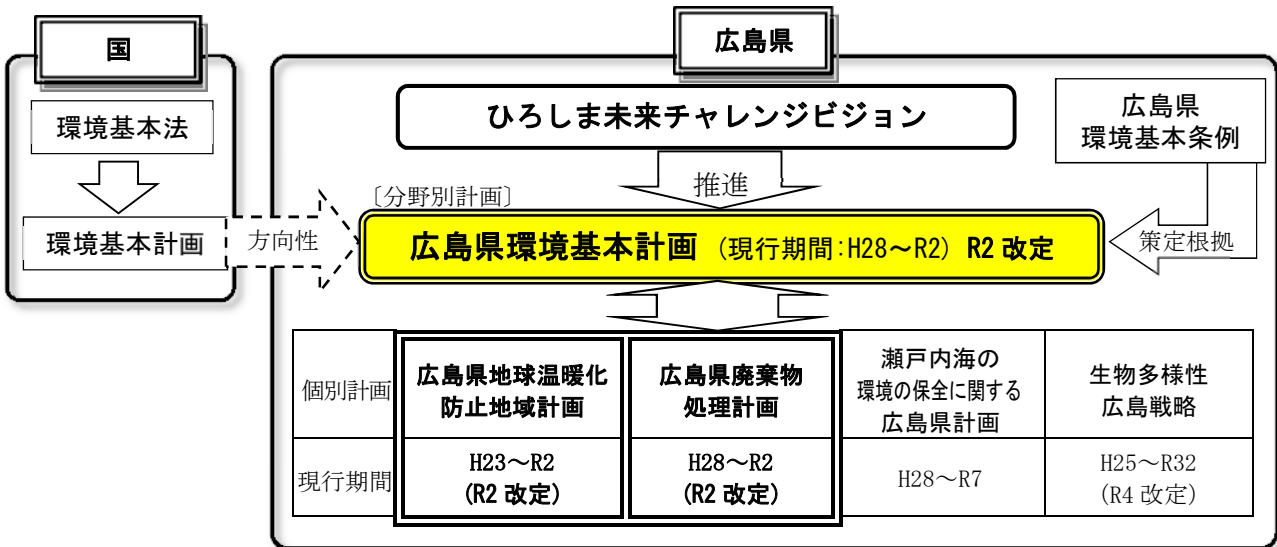 国
環境基本法
環境基本計画
方向性
広島県
ひろしま未来チャレンジビジョン
広島県
環境基本条例
推進
〔分野別計画〕
広島県環境基本計画 (現行期間:H28～R2) R2 改定
策定根拠
個別計画
広島県地球温暖化
防止地域計画
広島県廃棄物
処理計画
瀬戸内海の
環境の保全に関する
広島県計画
生物多様性
広島戦略
現行期間
H23～R2
(R2 改定)
H28～R2
(R2 改定)
H28～R7
H25～R32
(R4 改定)